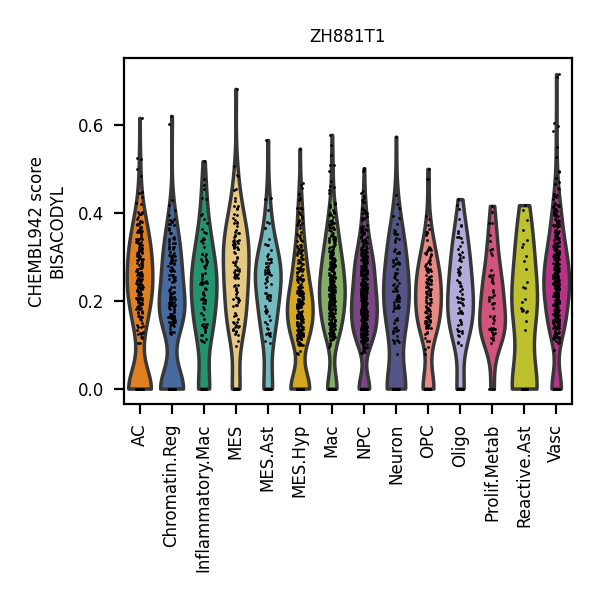 ZH881T1
CHEMBL942 score
BISACODYL
0.6
0.4
0.2
0.0
AC
Chromatin.Reg
Inflammatory.Mac
MES
MES.Ast
MES.Hyp
Mac
NPC
Neuron
OPC
Oligo
Prolif.Metab
Reactive.Ast
Vasc